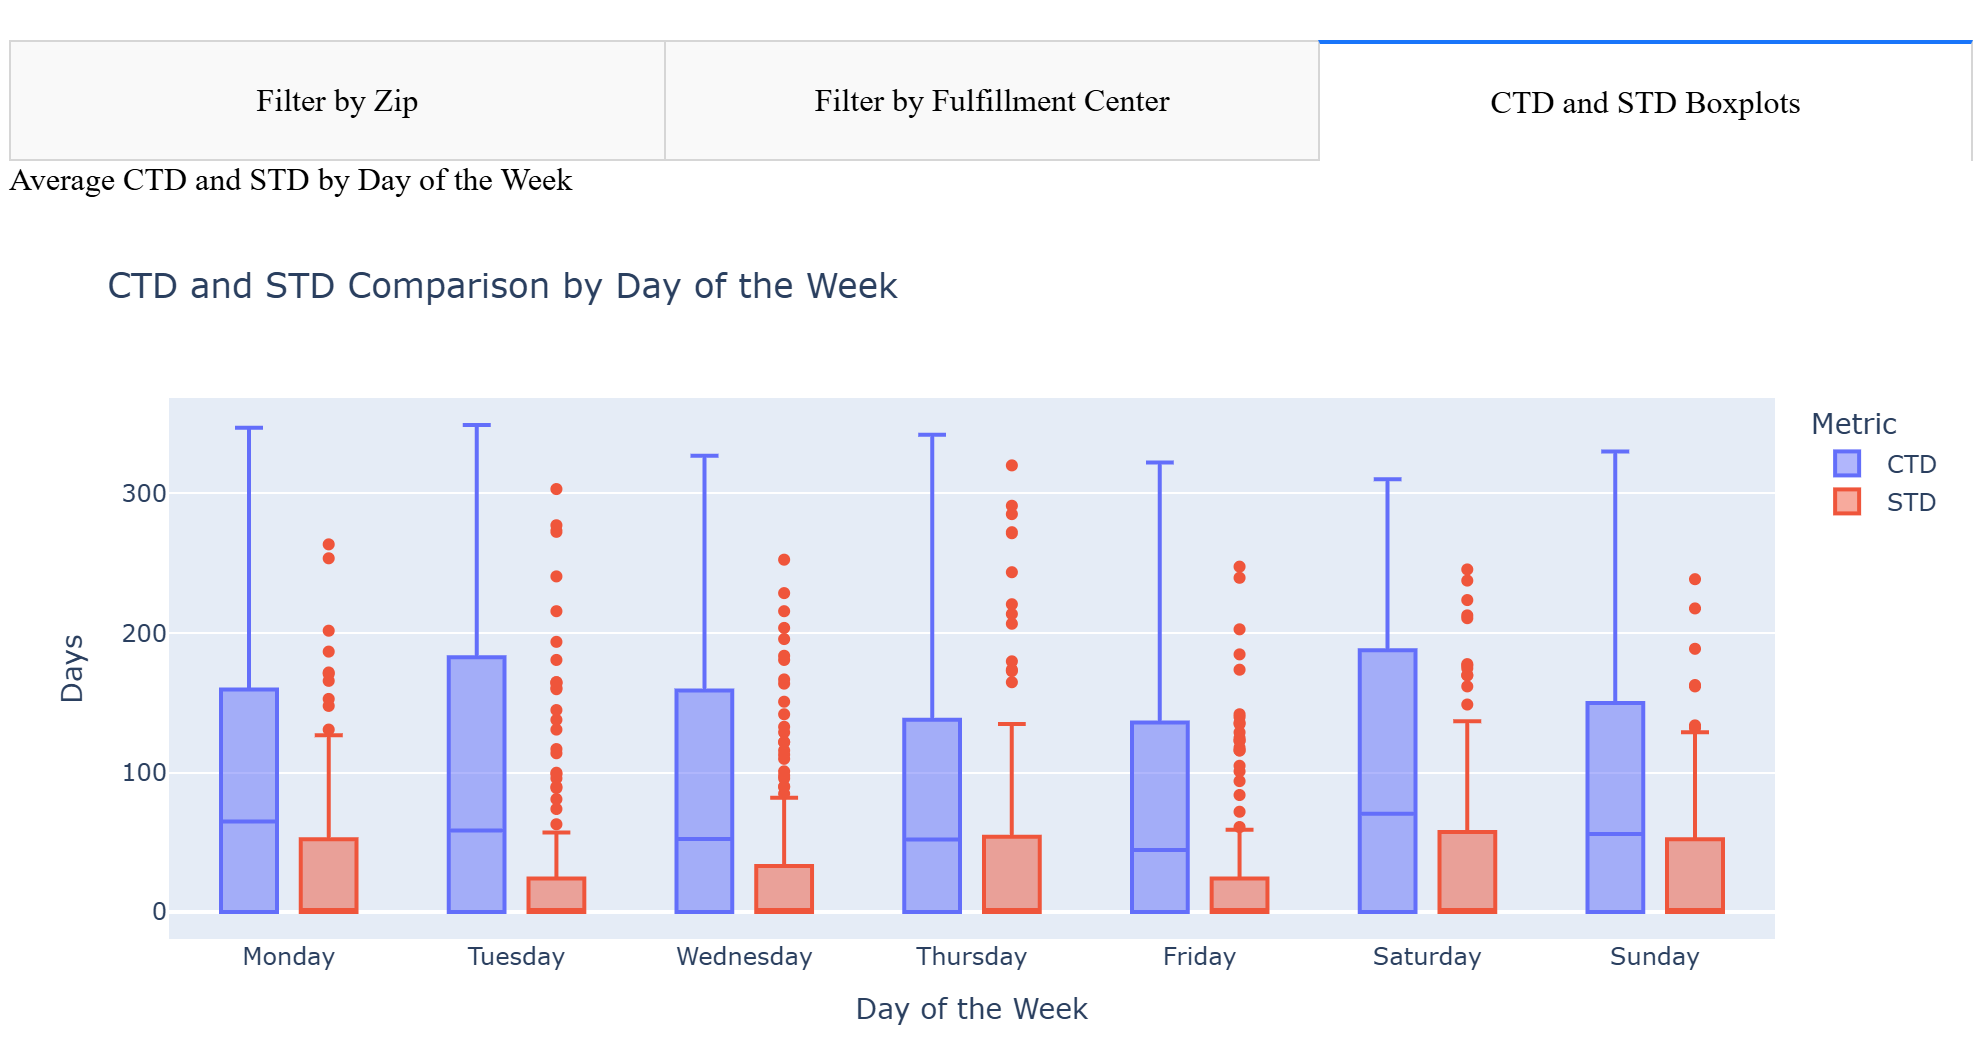 Filter by Zip
Filter by Fulfillment Center
CTD and STD Boxplots
Average CTD and STD by Day of the Week
CTD and STD Comparison by Day of the Week
Metric
CTD
STD
Days
300
200
100
0
Monday
Tuesday
Wednesday
Thursday
Friday
Saturday
Sunday
Day of the Week